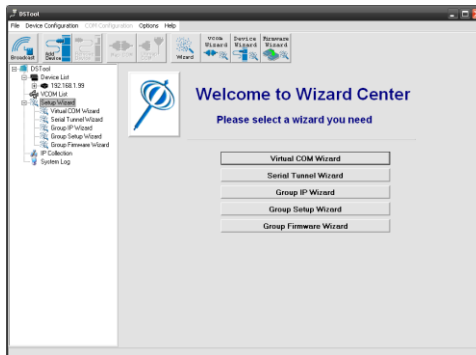 DSTool
File Device Configuration COM Configuration Options Help
Broadcast
Add Device
Wizard
Vcom Wizard
Device Wizard
Firmware Wizard
DSTool
Device List
192.168.1.99
VCOM List
Setup Wizard
Virtual COM Wizard
Serial Tunnel Wizard
Group IP Wizard
Group Setup Wizard
Group Firmware Wizard
IP Collection
System Log
Welcome to Wizard Center
Please select a wizard you need
Virtual COM Wizard
Serial Tunnel Wizard
Group IP Wizard
Group Setup Wizard
Group Firmware Wizard